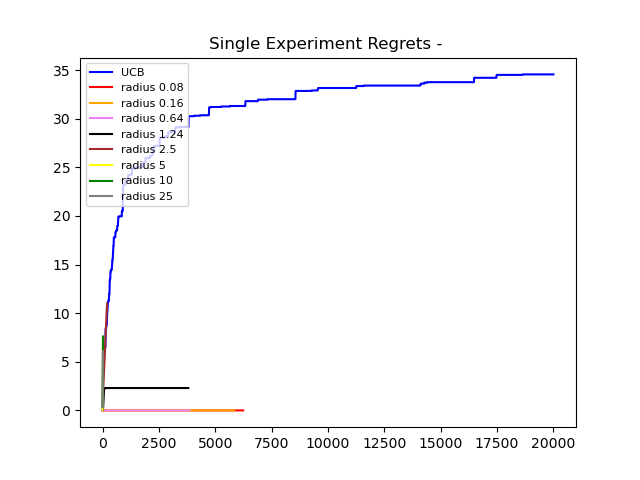 Single Experiment Regrets -
UCB
radius 0.08
radius 0.16
radius 0.64
radius 1.24
radius 2.5
radius 5
radius 10
radius 25
35
30
25
20
15
10
5
0
0 2500 5000 7500 10000 12500 15000 17500 20000